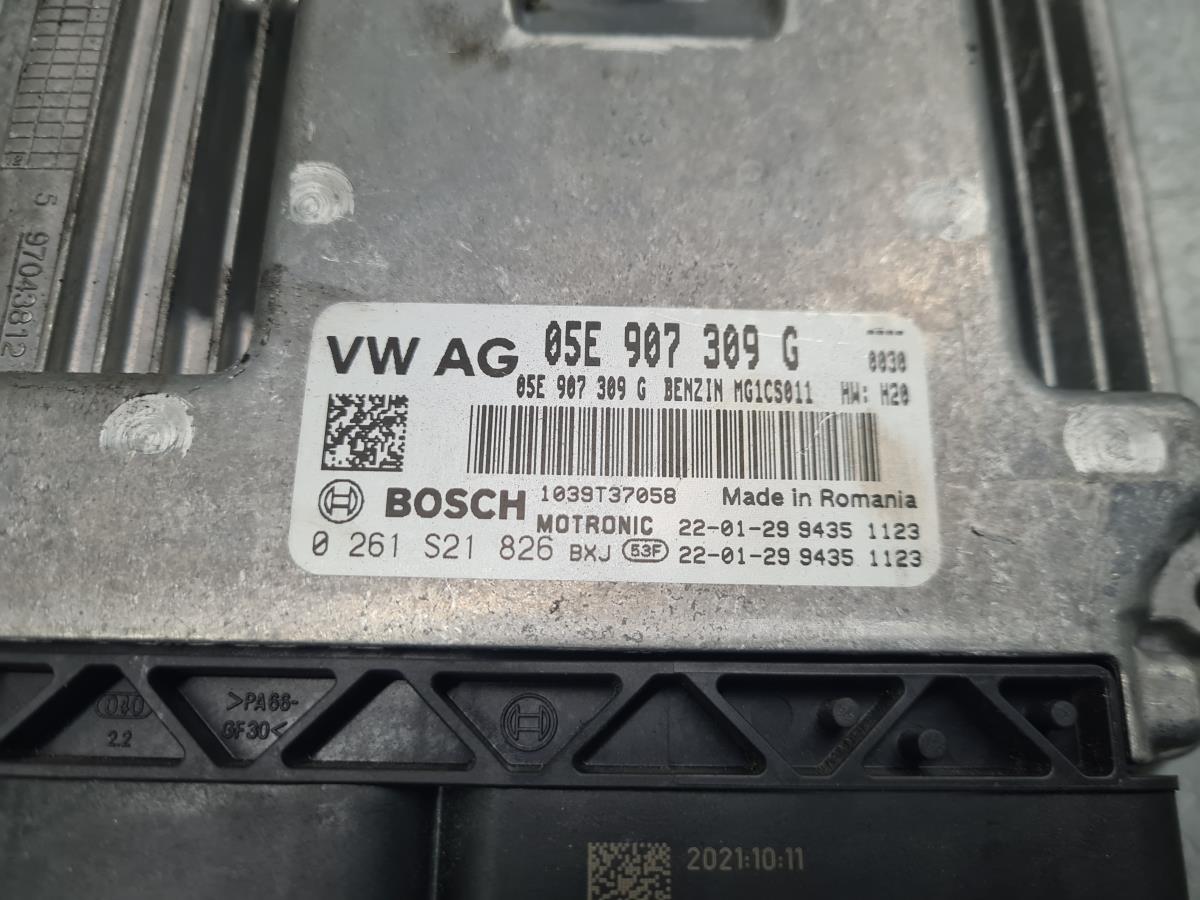 5 97043812
VW AG 05E 907 309 G ----
0030
05E 907 309 G BENZIN MG1CS011 HW: H20
BOSCH 1039T37058 Made in Romania
MOTRONIC 22-01-29 9435 1123
0 261 S21 826 BXJ 53F 22-01-29 9435 1123
>PA66-
GF30<
2.2
2021:10:11